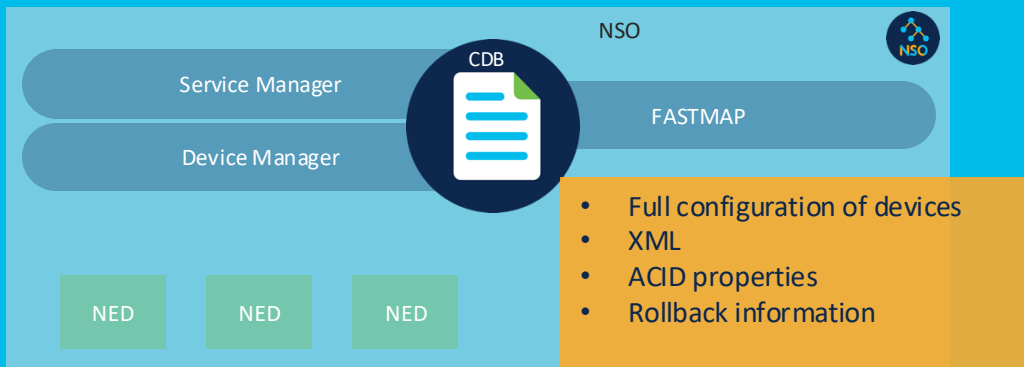 NSO
NSO
CDB
Service Manager
FASTMAP
Device Manager
• Full configuration of devices
• XML
• ACID properties
• Rollback information
NED
NED
NED